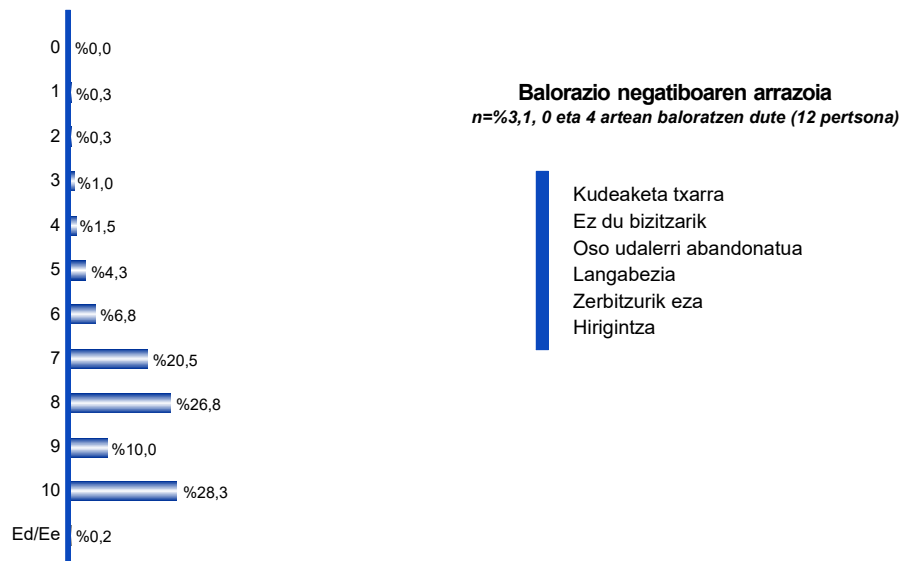 0 %0,0
1 %0,3
2 %0,3
3 %1,0
4 %1,5
5 %4,3
6 %6,8
7 %20,5
8 %26,8
9 %10,0
10 %28,3
Ed/Ee %0,2
Balorazio negatiboaren arrazoia
n=%3,1, 0 eta 4 artean baloratzen dute (12 pertsona)
Kudeaketa txarra
Ez du bizitzarik
Oso udalerri abandonatua
Langabezia
Zerbitzurik eza
Hirigintza